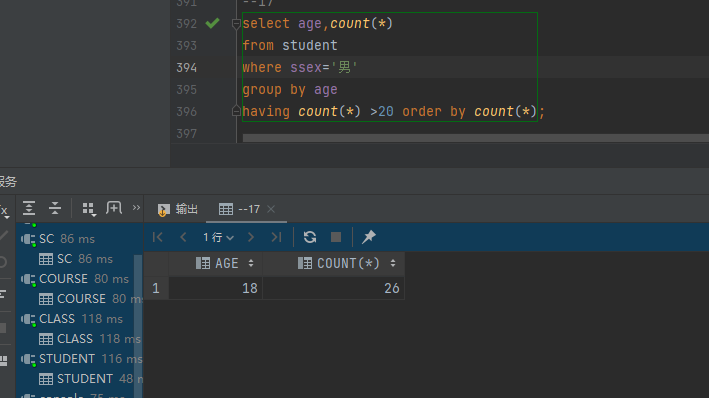 391
--17
392
select age,count(*)
393
from student
394
where ssex='男'
395
group by age
396
having count(*) >20 order by count(*);
397
服务
输出
--17
SC 86 ms
SC 86 ms
COURSE 80 ms
COURSE 80 ms
CLASS 118 ms
CLASS 118 ms
STUDENT 116 ms
STUDENT 48 m
1 行
AGE
COUNT(*)
1
18
26